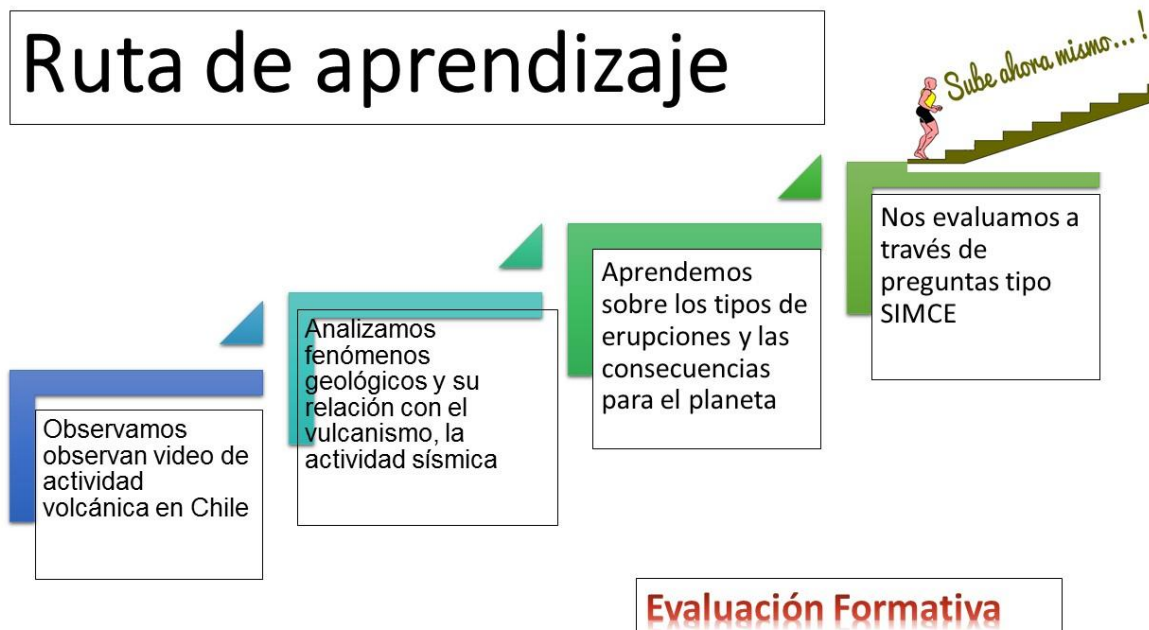 Ruta de aprendizaje
Sube ahora mismo...!
Observamos
observan video de
actividad
volcánica en Chile
Analizamos
fenómenos
geológicos y su
relación con el
vulcanismo, la
actividad sísmica
Aprendemos
sobre los tipos de
erupciones y las
consecuencias
para el planeta
Nos evaluamos a
través de
preguntas tipo
SIMCE
Evaluación Formativa